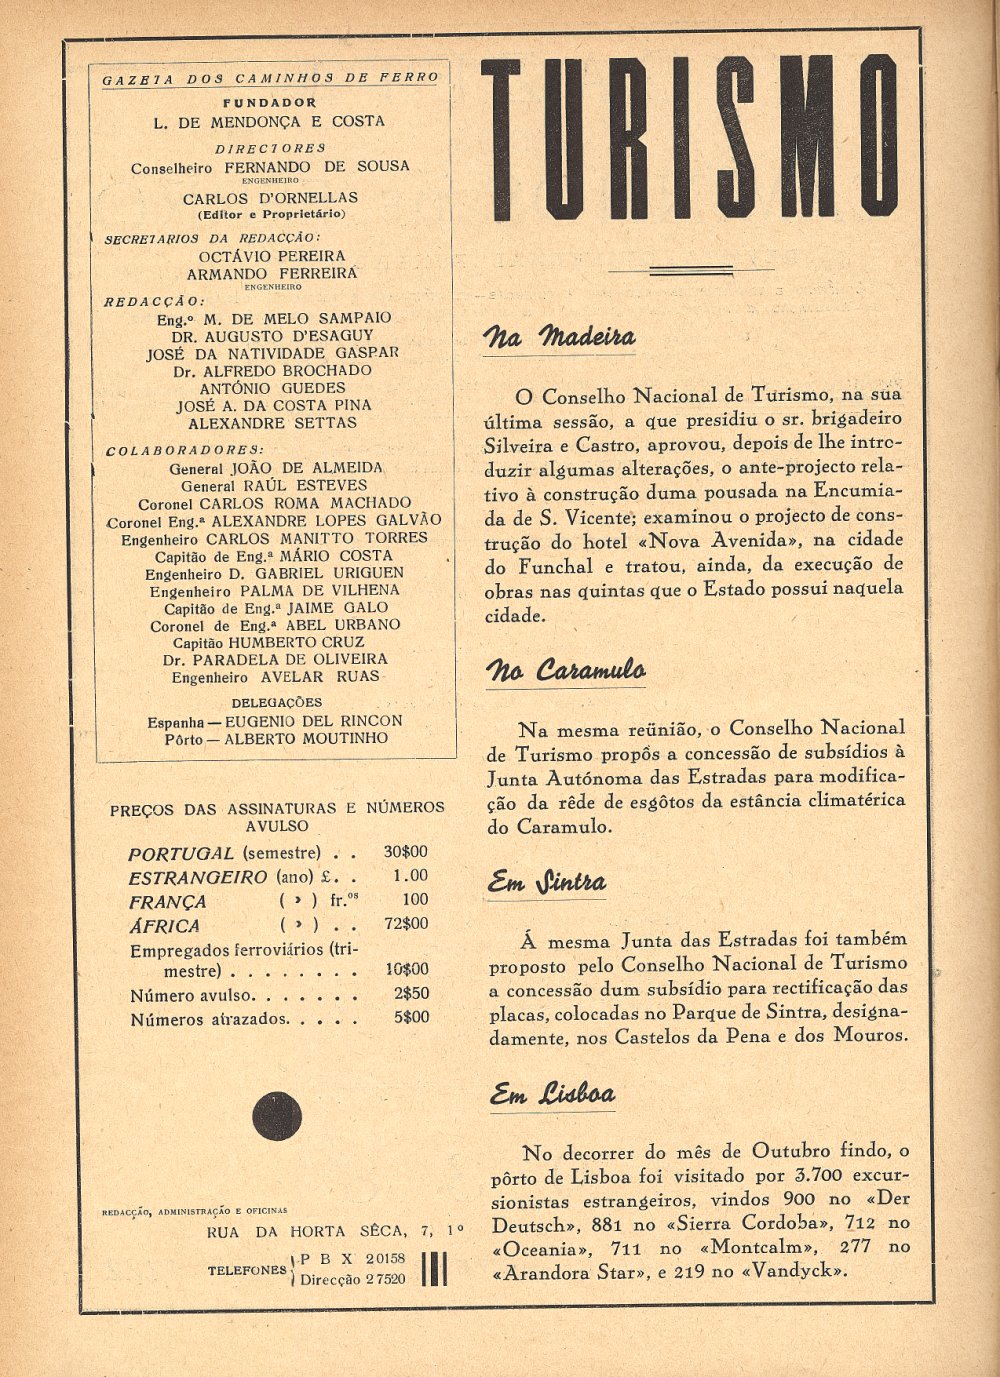 GAZETA DOS CAMINHOS DE FERRO
FUNDADOR
L. DE MENDONÇA E COSTA
DIRECTORES
Conselheiro FERNANDO DE SOUSA
ENGENHEIRO
CARLOS D'ORNELLAS
(Editor e Proprietário)
SECRETARIOS DA REDACÇÃO:
OCTÁVIO PEREIRA
ARMANDO FERREIRA
ENGENHEIRO
REDACÇÃO:
Eng.º M. DE MELO SAMPAIO
DR. AUGUSTO D'ESAGUY
JOSÉ DA NATIVIDADE GASPAR
Dr. ALFREDO BROCHADO
ANTÓNIO GUEDES
JOSÉ A. DA COSTA PINA
ALEXANDRE SETTAS
COLABORADORES:
General JOÃO DE ALMEIDA
General RAÚL ESTEVES
Coronel CARLOS ROMA MACHADO
Coronel Eng.ª ALEXANDRE LOPES GALVÃO
Engenheiro CARLOS MANITTO TORRES
Capitão de Eng.ª MÁRIO COSTA
Engenheiro D. GABRIEL URIGUEN
Engenheiro PALMA DE VILHENA
Capitão de Eng.ª JAIME GALO
Coronel de Eng.ª ABEL URBANO
Capitão HUMBERTO CRUZ
Dr. PARADELA DE OLIVEIRA
Engenheiro AVELAR RUAS
DELEGAÇÕES
Espanha — EUGENIO DEL RINCON
Pôrto — ALBERTO MOUTINHO
PREÇOS DAS ASSINATURAS E NÚMEROS
AVULSO
PORTUGAL (semestre) . . 30$00
ESTRANGEIRO (ano) £. . 1.00
FRANÇA ( » ) fr.ºs 100
ÁFRICA ( » ) . . 72$00
Empregados ferroviários (tri-
mestre) . . . . . . . . 10$00
Número avulso. . . . . . . 2$50
Números atrazados. . . . . 5$00
REDACÇÃO, ADMINISTRAÇÃO E OFICINAS
RUA DA HORTA SÊCA, 7, 1º
TELEFONES
P B X 20158
Direcção 27520
TURISMO
Na Madeira
O Conselho Nacional de Turismo, na sua
última sessão, a que presidiu o sr. brigadeiro
Silveira e Castro, aprovou, depois de lhe intro-
duzir algumas alterações, o ante-projecto rela-
tivo à construção duma pousada na Encumia-
da de S. Vicente; examinou o projecto de cons-
trução do hotel «Nova Avenida», na cidade
do Funchal e tratou, ainda, da execução de
obras nas quintas que o Estado possui naquela
cidade.
No Caramulo
Na mesma reünião, o Conselho Nacional
de Turismo propôs a concessão de subsídios à
Junta Autónoma das Estradas para modifica-
ção da rêde de esgôtos da estância climatérica
do Caramulo.
Em Sintra
Á mesma Junta das Estradas foi também
proposto pelo Conselho Nacional de Turismo
a concessão dum subsídio para rectificação das
placas, colocadas no Parque de Sintra, designa-
damente, nos Castelos da Pena e dos Mouros.
Em Lisboa
No decorrer do mês de Outubro findo, o
pôrto de Lisboa foi visitado por 3.700 excur-
sionistas estrangeiros, vindos 900 no «Der
Deutsch», 881 no «Sierra Cordoba», 712 no
«Oceania», 711 no «Montcalm», 277 no
«Arandora Star», e 219 no «Vandyck».